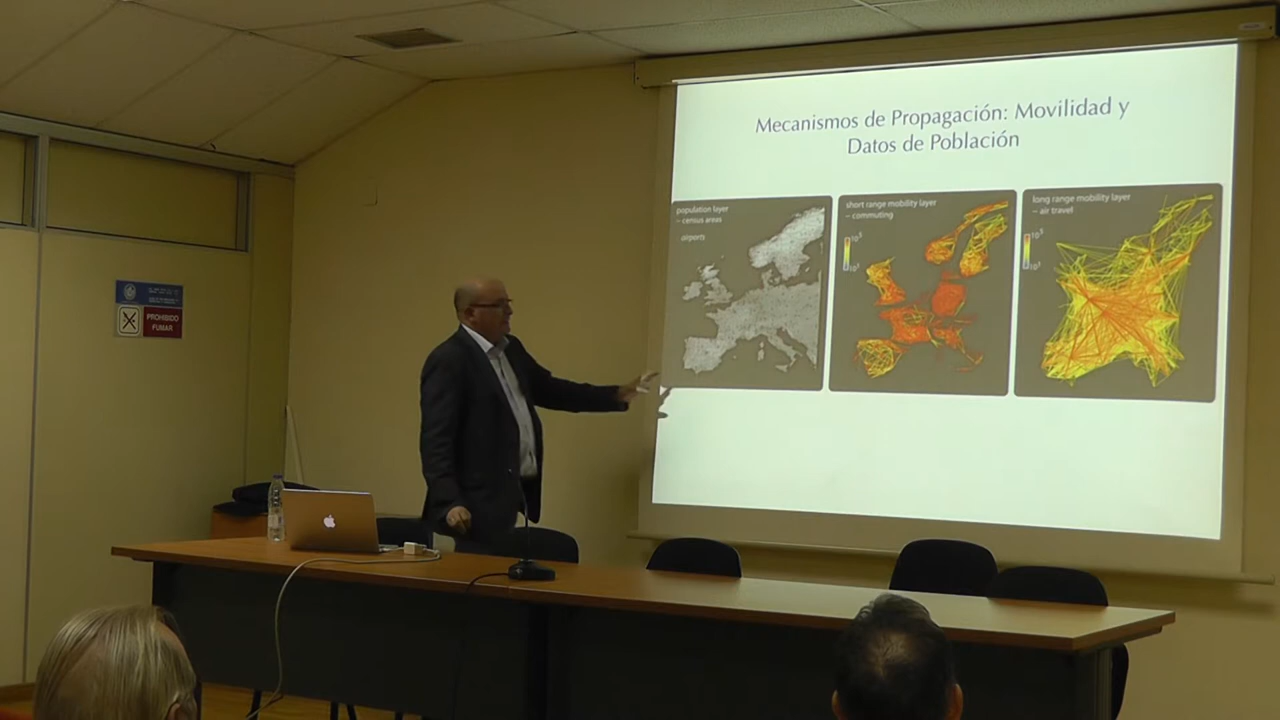 Mecanismos de Propagación: Movilidad y
Datos de Población
population layer
– census areas
airports
short range mobility layer
– commuting
long range mobility layer
– air travel
PROHIBIDO
FUMAR